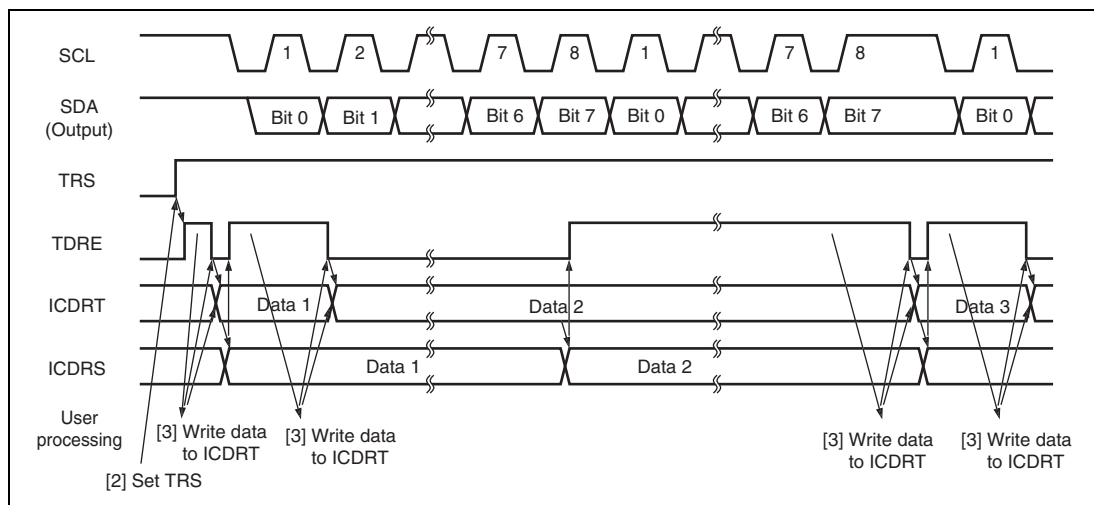 SCL 1 2 7 8 1 7 8 1
SDA
(Output) Bit 0 Bit 1 Bit 6 Bit 7 Bit 0 Bit 6 Bit 7 Bit 0
TRS
TDRE
ICDRT Data 1 Data 2 Data 3
ICDRS Data 1 Data 2
User
processing
[3] Write data
to ICDRT
[3] Write data
to ICDRT
[3] Write data
to ICDRT
[3] Write data
to ICDRT
[2] Set TRS